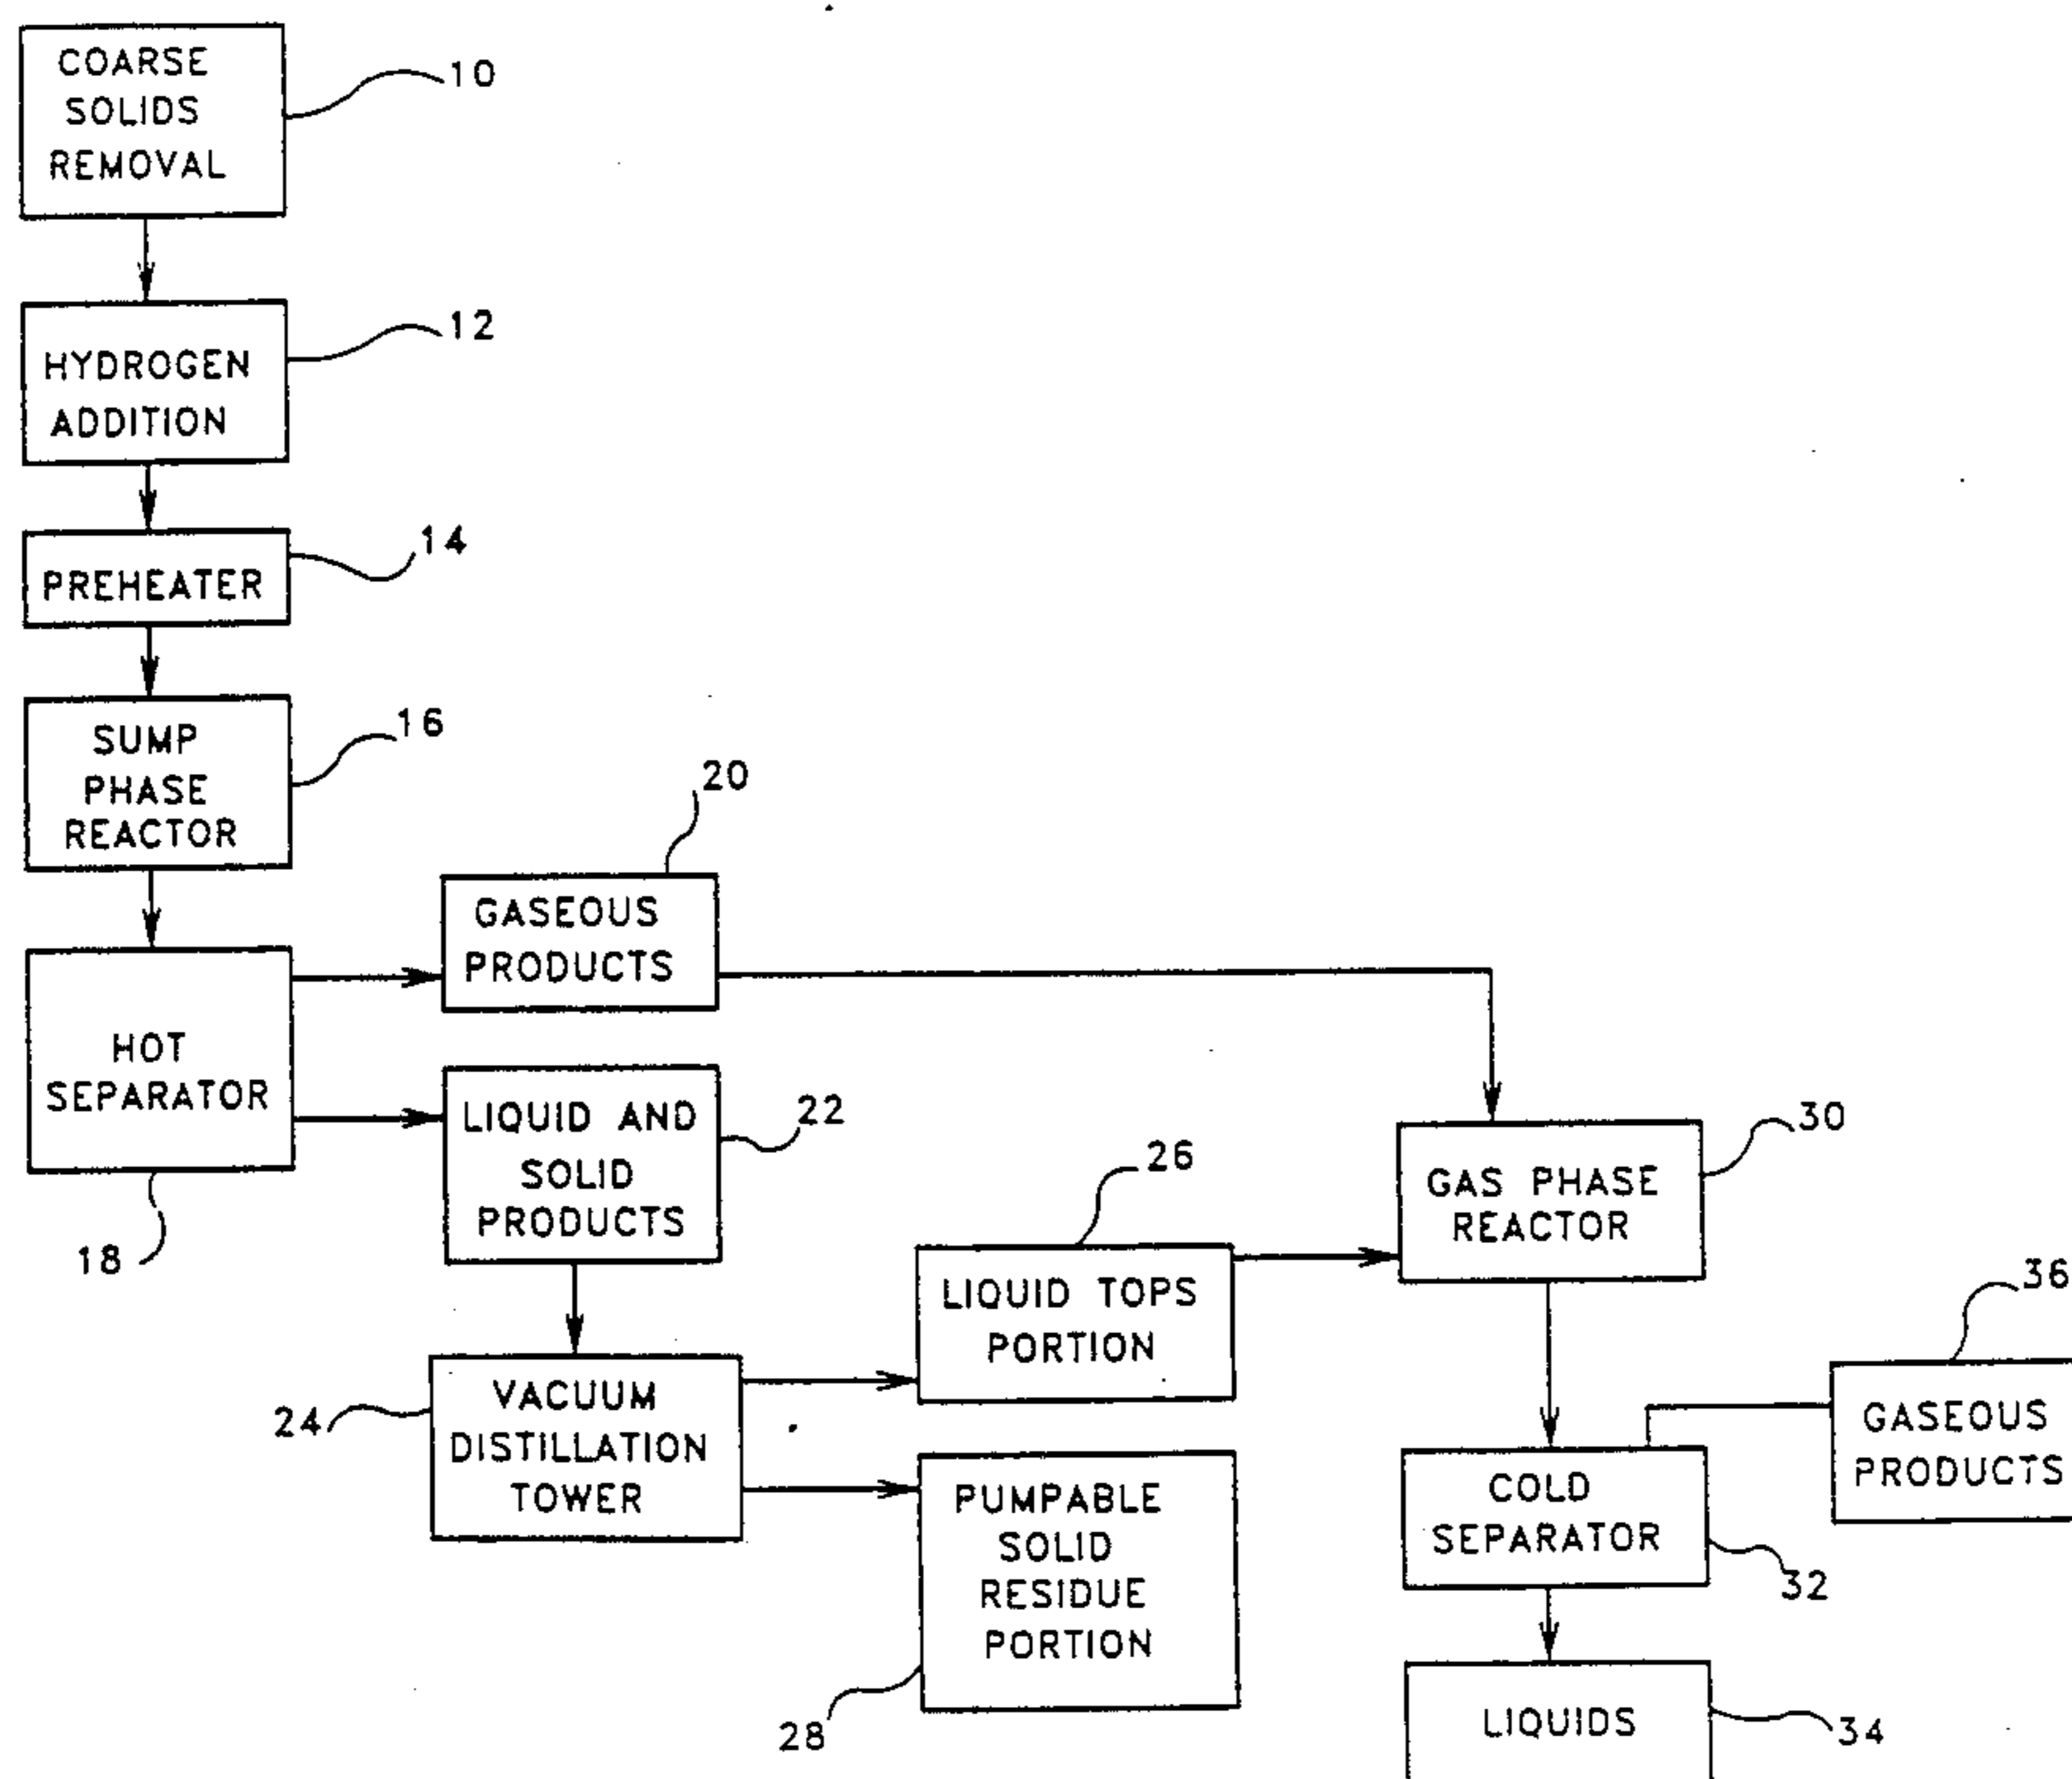 COARSE
SOLIDS
REMOVAL
10
HYDROGEN
ADDITION
12
PREHEATER
14
SUMP
PHASE
REACTOR
16
HOT
SEPARATOR
18
GASEOUS
PRODUCTS
20
LIQUID AND
SOLID
PRODUCTS
22
VACUUM
DISTILLATION
TOWER
24
LIQUID TOPS
PORTION
26
PUMPABLE
SOLID
RESIDUE
PORTION
28
GAS PHASE
REACTOR
30
COLD
SEPARATOR
32
GASEOUS
PRODUCTS
36
LIQUIDS
34